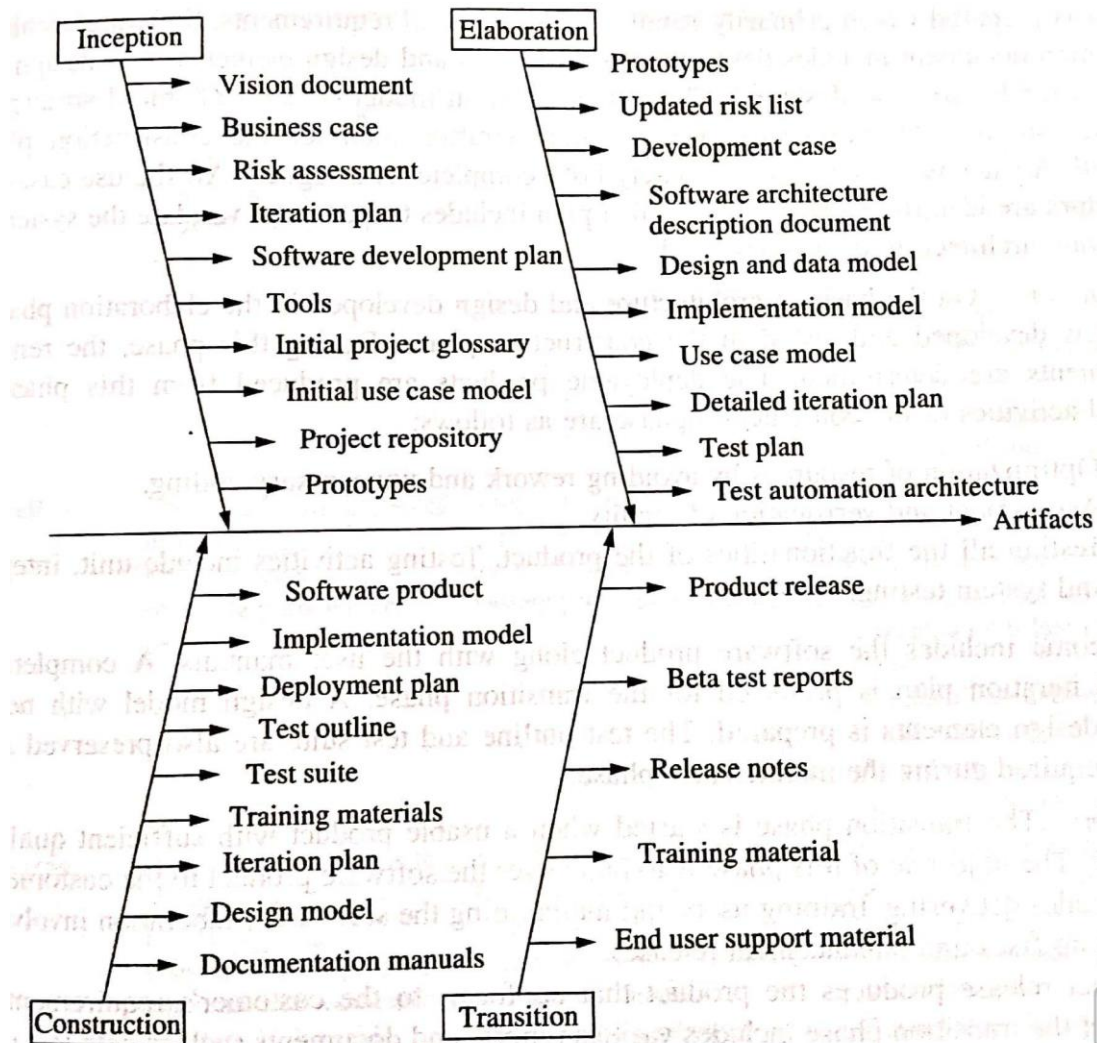 Inception
Vision document
Business case
Risk assessment
Iteration plan
Software development plan
Tools
Initial project glossary
Initial use case model
Project repository
Prototypes
Elaboration
Prototypes
Updated risk list
Development case
Software architecture
description document
Design and data model
Implementation model
Use case model
Detailed iteration plan
Test plan
Test automation architecture
Artifacts
Software product
Implementation model
Deployment plan
Test outline
Test suite
Training materials
Iteration plan
Design model
Documentation manuals
Construction
Product release
Beta test reports
Release notes
Training material
End user support material
Transition